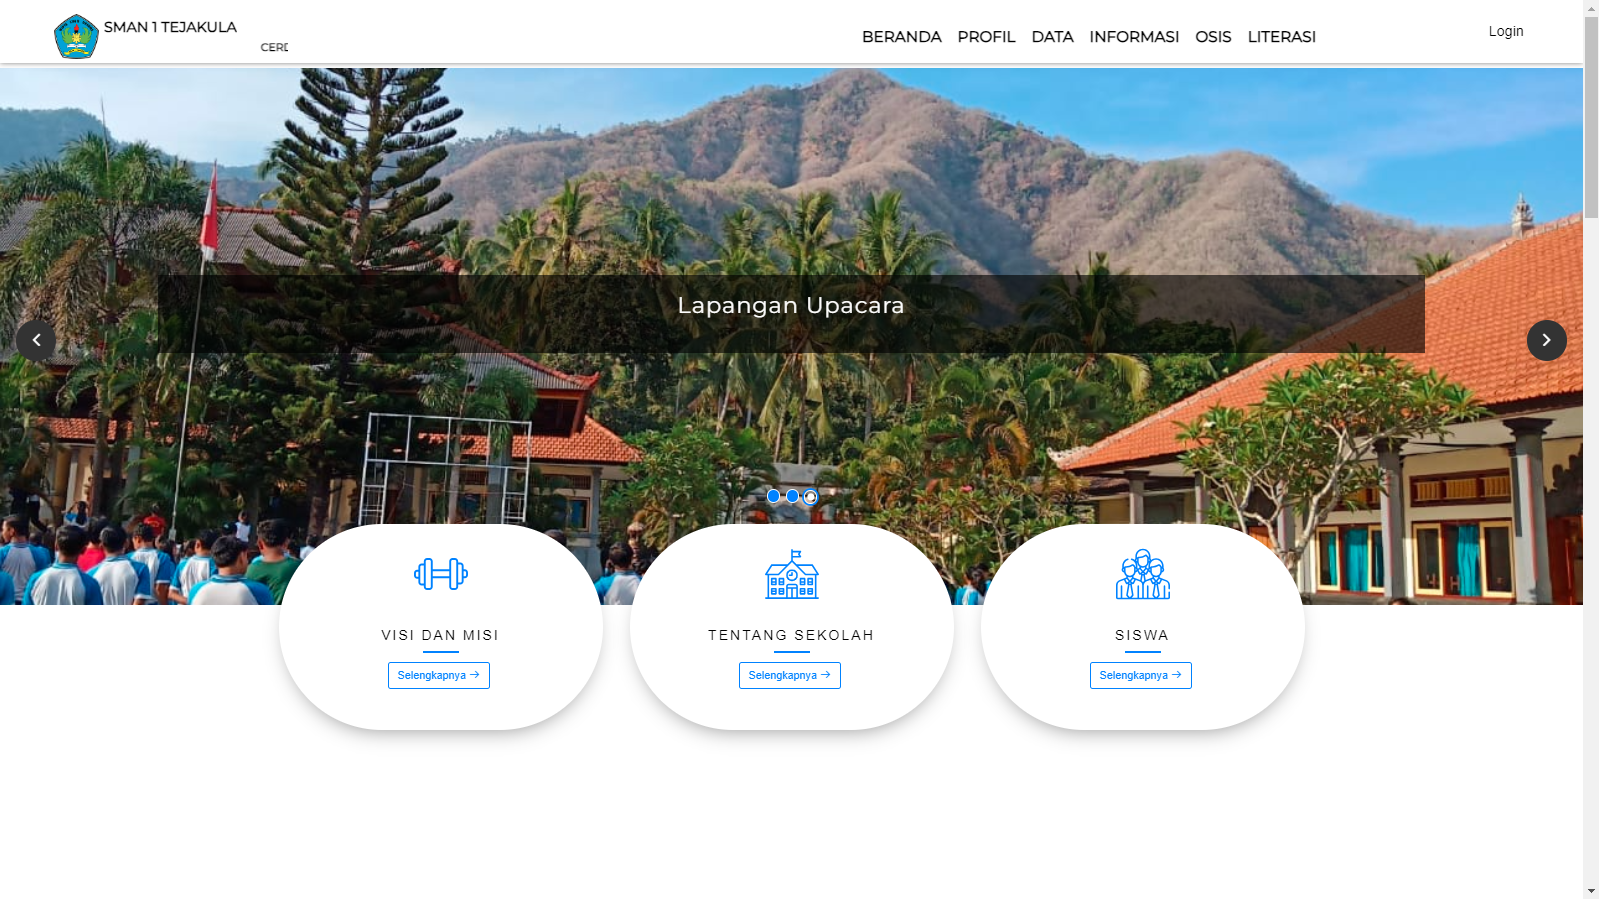 SMAN 1 TEJAKULA
BERANDA PROFIL DATA INFORMASI OSIS LITERASI
Login
Lapangan Upacara
VISI DAN MISI
Selengkapnya →
TENTANG SEKOLAH
Selengkapnya →
SISWA
Selengkapnya →